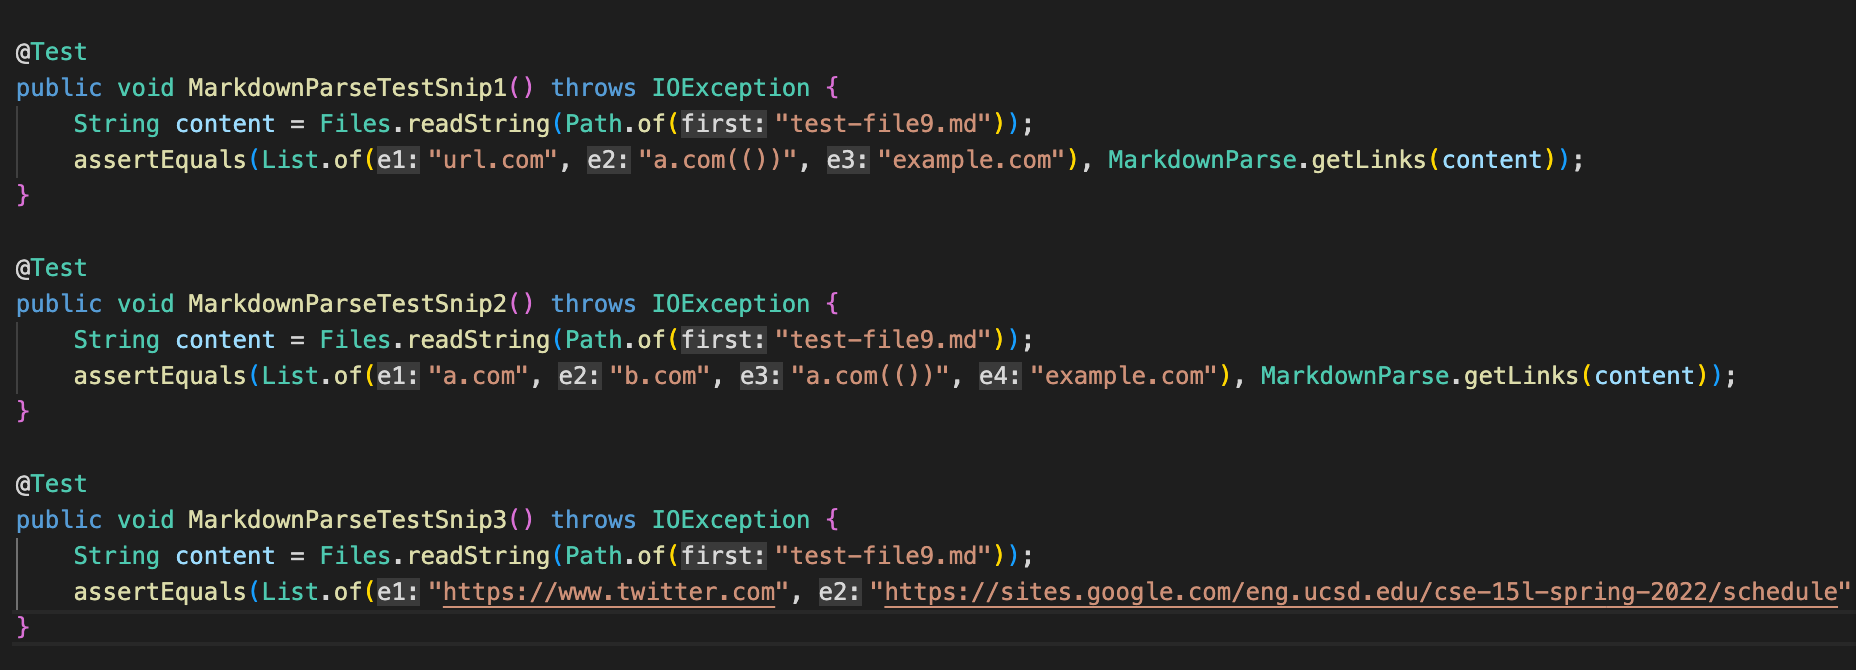 @Test
public void MarkdownParseTestSnip1() throws IOException {
    String content = Files.readString(Path.of(first: "test-file9.md"));
    assertEquals(List.of(e1: "url.com", e2: "a.com(())", e3: "example.com"), MarkdownParse.getLinks(content));
}
@Test
public void MarkdownParseTestSnip2() throws IOException {
    String content = Files.readString(Path.of(first: "test-file9.md"));
    assertEquals(List.of(e1: "a.com", e2: "b.com", e3: "a.com(())", e4: "example.com"), MarkdownParse.getLinks(content));
}
@Test
public void MarkdownParseTestSnip3() throws IOException {
    String content = Files.readString(Path.of(first: "test-file9.md"));
    assertEquals(List.of(e1: "https://www.twitter.com", e2: "https://sites.google.com/eng.ucsd.edu/cse-15l-spring-2022/schedule"
}